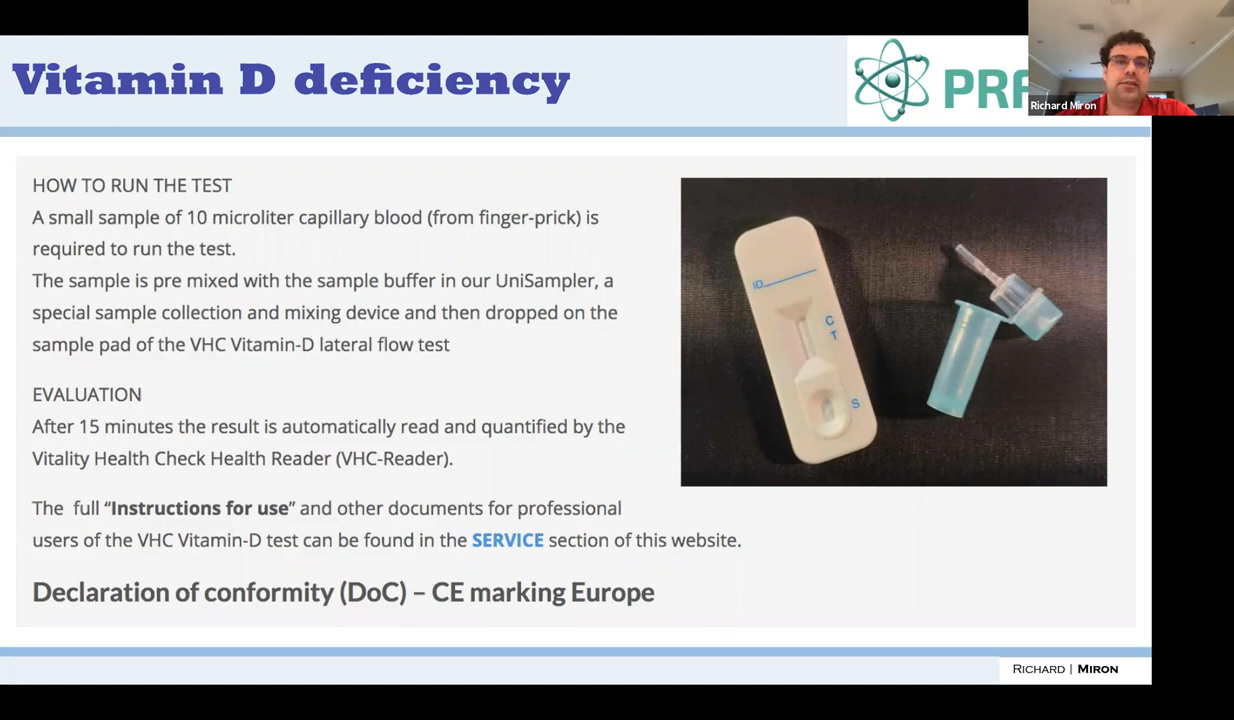 Vitamin D deficiency
Richard Miron
HOW TO RUN THE TEST
A small sample of 10 microliter capillary blood (from finger-prick) is
required to run the test.
The sample is pre mixed with the sample buffer in our UniSampler, a
special sample collection and mixing device and then dropped on the
sample pad of the VHC Vitamin-D lateral flow test
ID
C
T
S
EVALUATION
After 15 minutes the result is automatically read and quantified by the
Vitality Health Check Health Reader (VHC-Reader).
The full “Instructions for use” and other documents for professional
users of the VHC Vitamin-D test can be found in the SERVICE section of this website.
Declaration of conformity (DoC) – CE marking Europe
RICHARD | MIRON